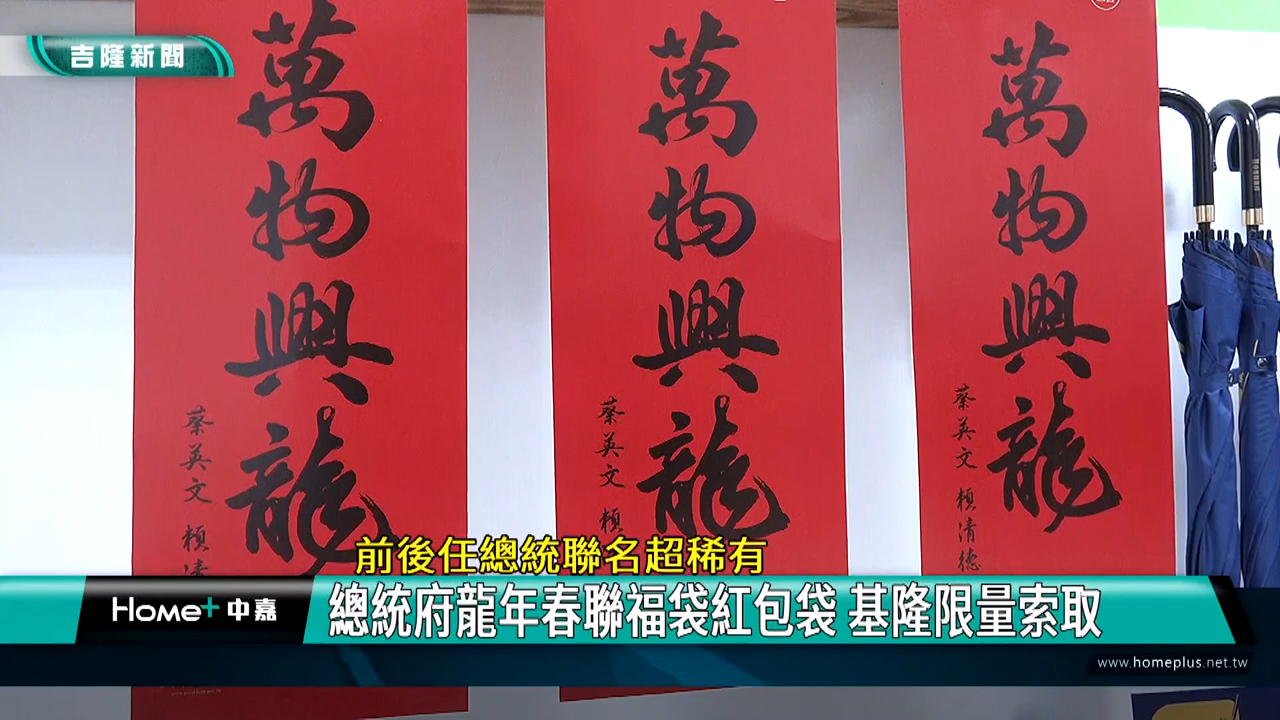 吉隆新聞
萬物興龍
蔡英文 賴清
萬物興龍
蔡英文 賴
萬物興龍
蔡英文 賴清德
前後任總統聯名超稀有
Home+中嘉
總統府龍年春聯福袋紅包袋 基隆限量索取
www.homeplus.net.tw